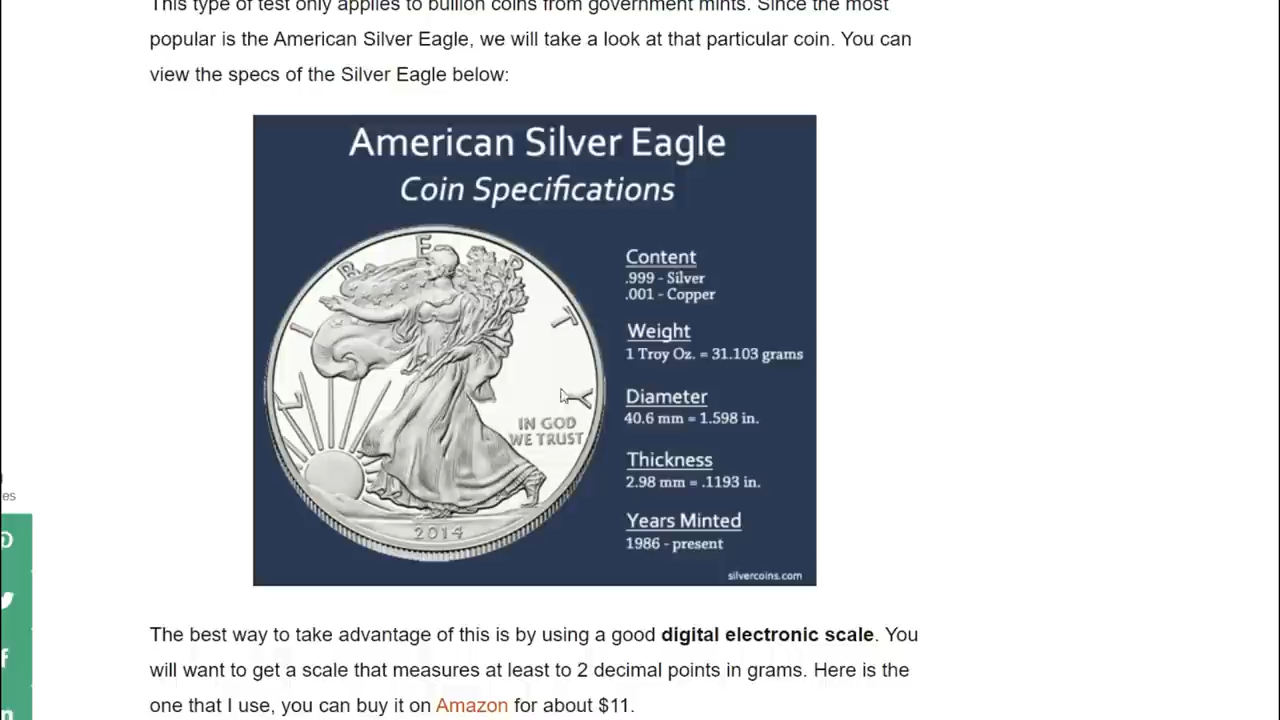 This type of test only applies to bullion coins from government mints. Since the most
popular is the American Silver Eagle, we will take a look at that particular coin. You can
view the specs of the Silver Eagle below:
American Silver Eagle
Coin Specifications
LIBERTY
IN GOD
WE TRUST
2014
Content
.999 - Silver
.001 - Copper
Weight
1 Troy Oz. = 31.103 grams
Diameter
40.6 mm = 1.598 in.
Thickness
2.98 mm = .1193 in.
Years Minted
1986 - present
silvercoins.com
es
The best way to take advantage of this is by using a good digital electronic scale. You
will want to get a scale that measures at least to 2 decimal points in grams. Here is the
one that I use, you can buy it on Amazon for about $11.